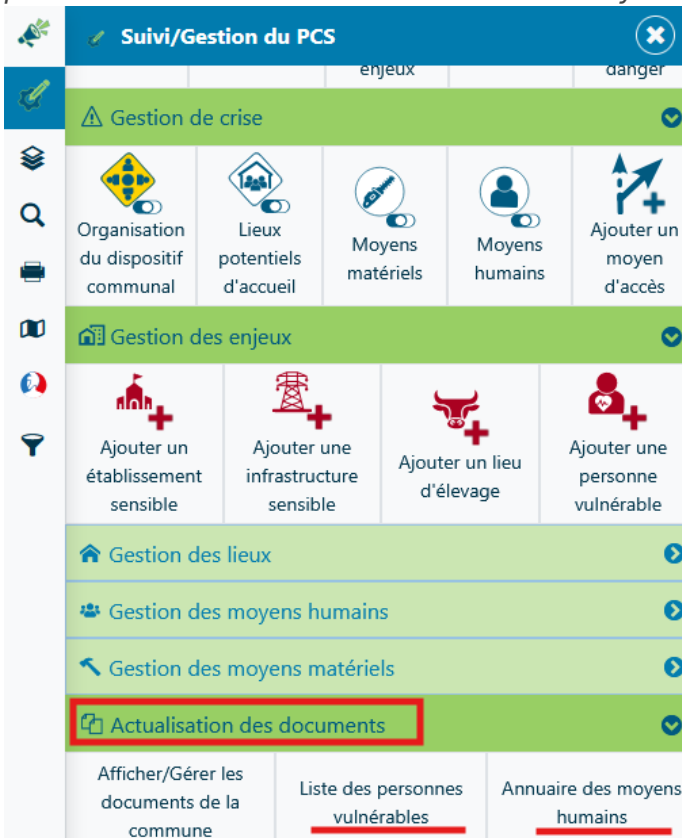 Suivi/Gestion du PCS
enjeux
danger
Gestion de crise
Organisation
du dispositif
communal
Lieux
potentiels
d'accueil
Moyens
matériels
Moyens
humains
Ajouter un
moyen
d'accès
Gestion des enjeux
Ajouter un
établissement
sensible
Ajouter une
infrastructure
sensible
Ajouter un lieu
d'élevage
Ajouter une
personne
vulnérable
Gestion des lieux
Gestion des moyens humains
Gestion des moyens matériels
Actualisation des documents
Afficher/Gérer les
documents de la
commune
Liste des personnes
vulnérables
Annuaire des moyens
humains